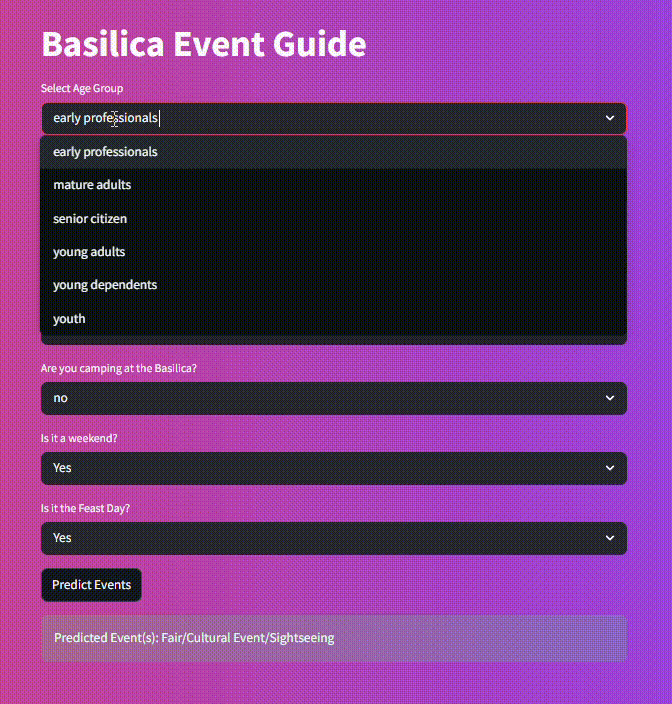 Basilica Event Guide
Select Age Group
early professionals
early professionals
mature adults
senior citizen
young adults
young dependents
youth
Are you camping at the Basilica?
no
Is it a weekend?
Yes
Is it the Feast Day?
Yes
Predict Events
Predicted Event(s): Fair/Cultural Event/Sightseeing